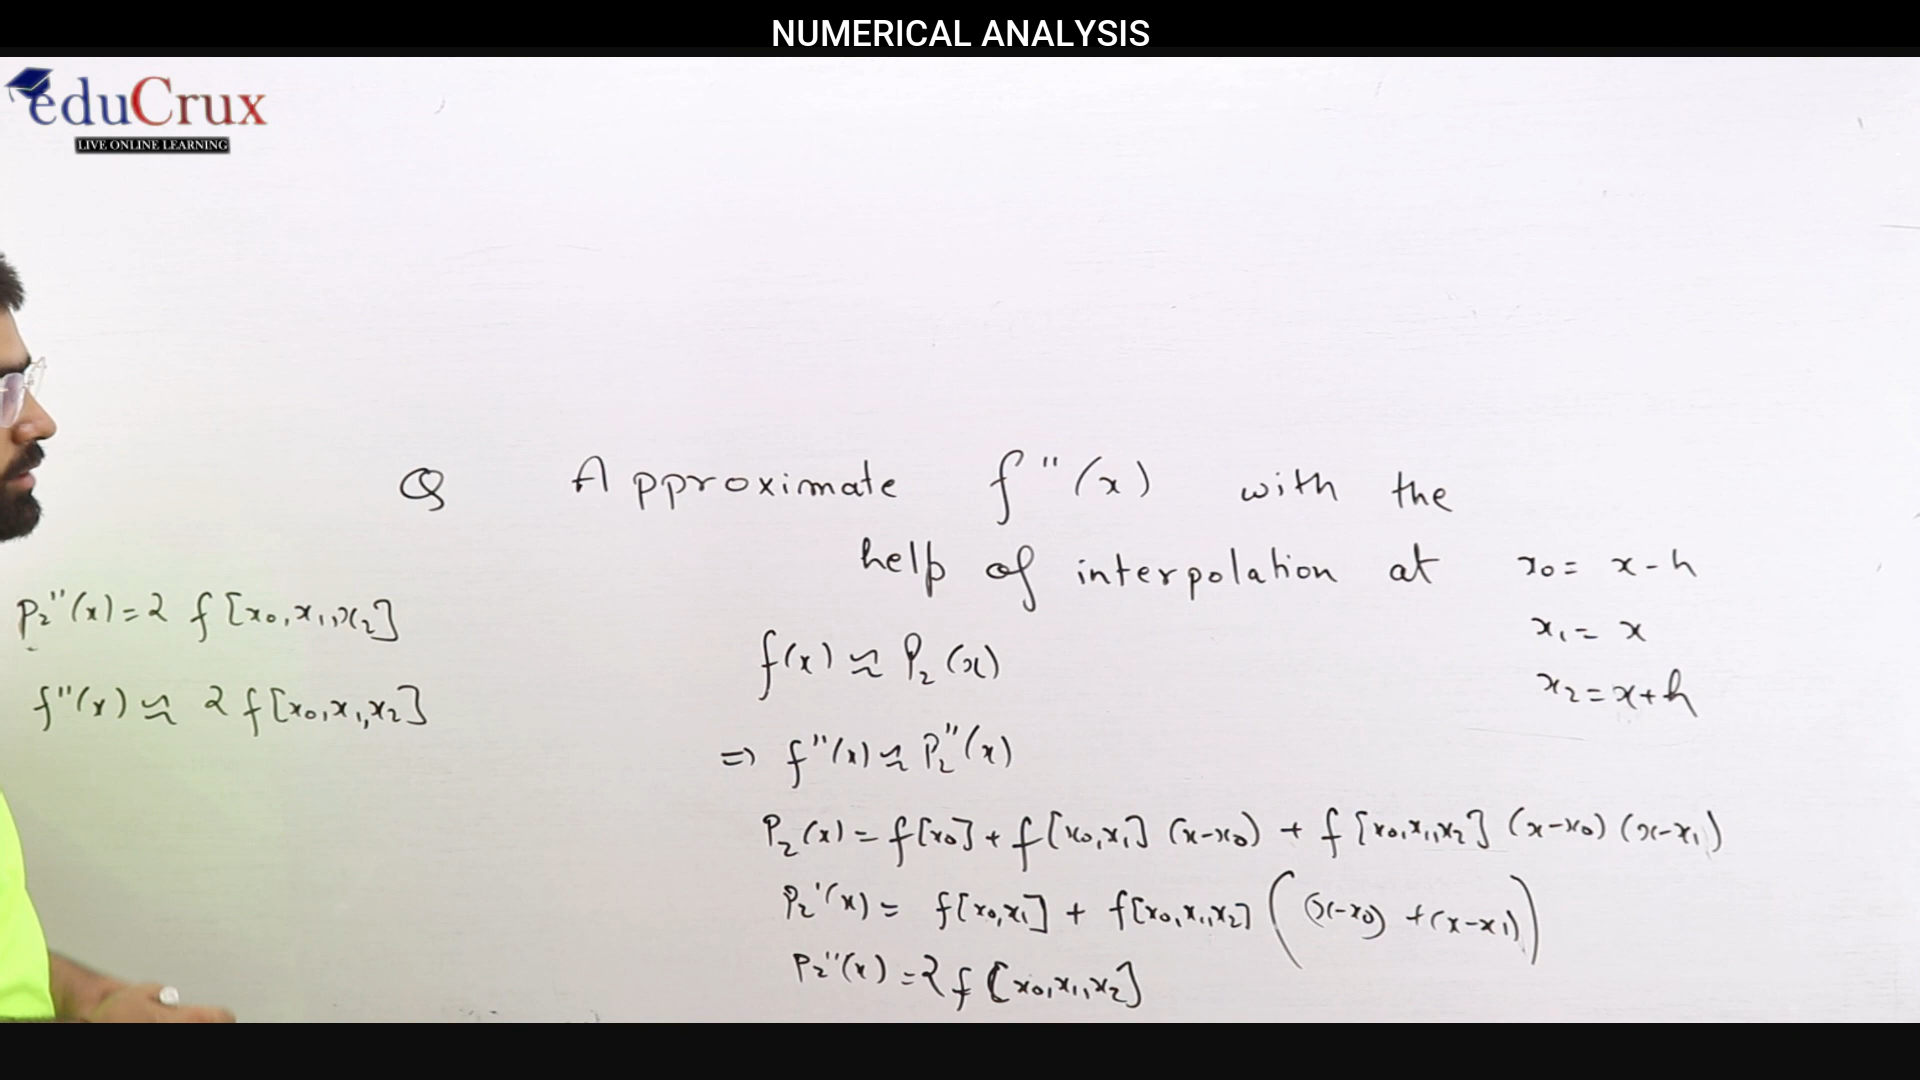 NUMERICAL ANALYSIS
eduCrux
LIVE ONLINE LEARNING
Q Approximate f''(x) with the
help of interpolation at x₀ = x-h
x₁ = x
x₂ = x+h
f(x) ≈ P₂(x)
⇒ f''(x) ≈ P₂''(x)
P₂(x) = f[x₀] + f[x₀,x₁] (x-x₀) + f[x₀,x₁,x₂] (x-x₀) (x-x₁)
P₂'(x) = f[x₀,x₁] + f[x₀,x₁,x₂] ((x-x₀) + (x-x₁))
P₂''(x) = 2 f[x₀,x₁,x₂]
P₂''(x) = 2 f[x₀,x₁,x₂]
f''(x) ≈ 2 f[x₀,x₁,x₂]